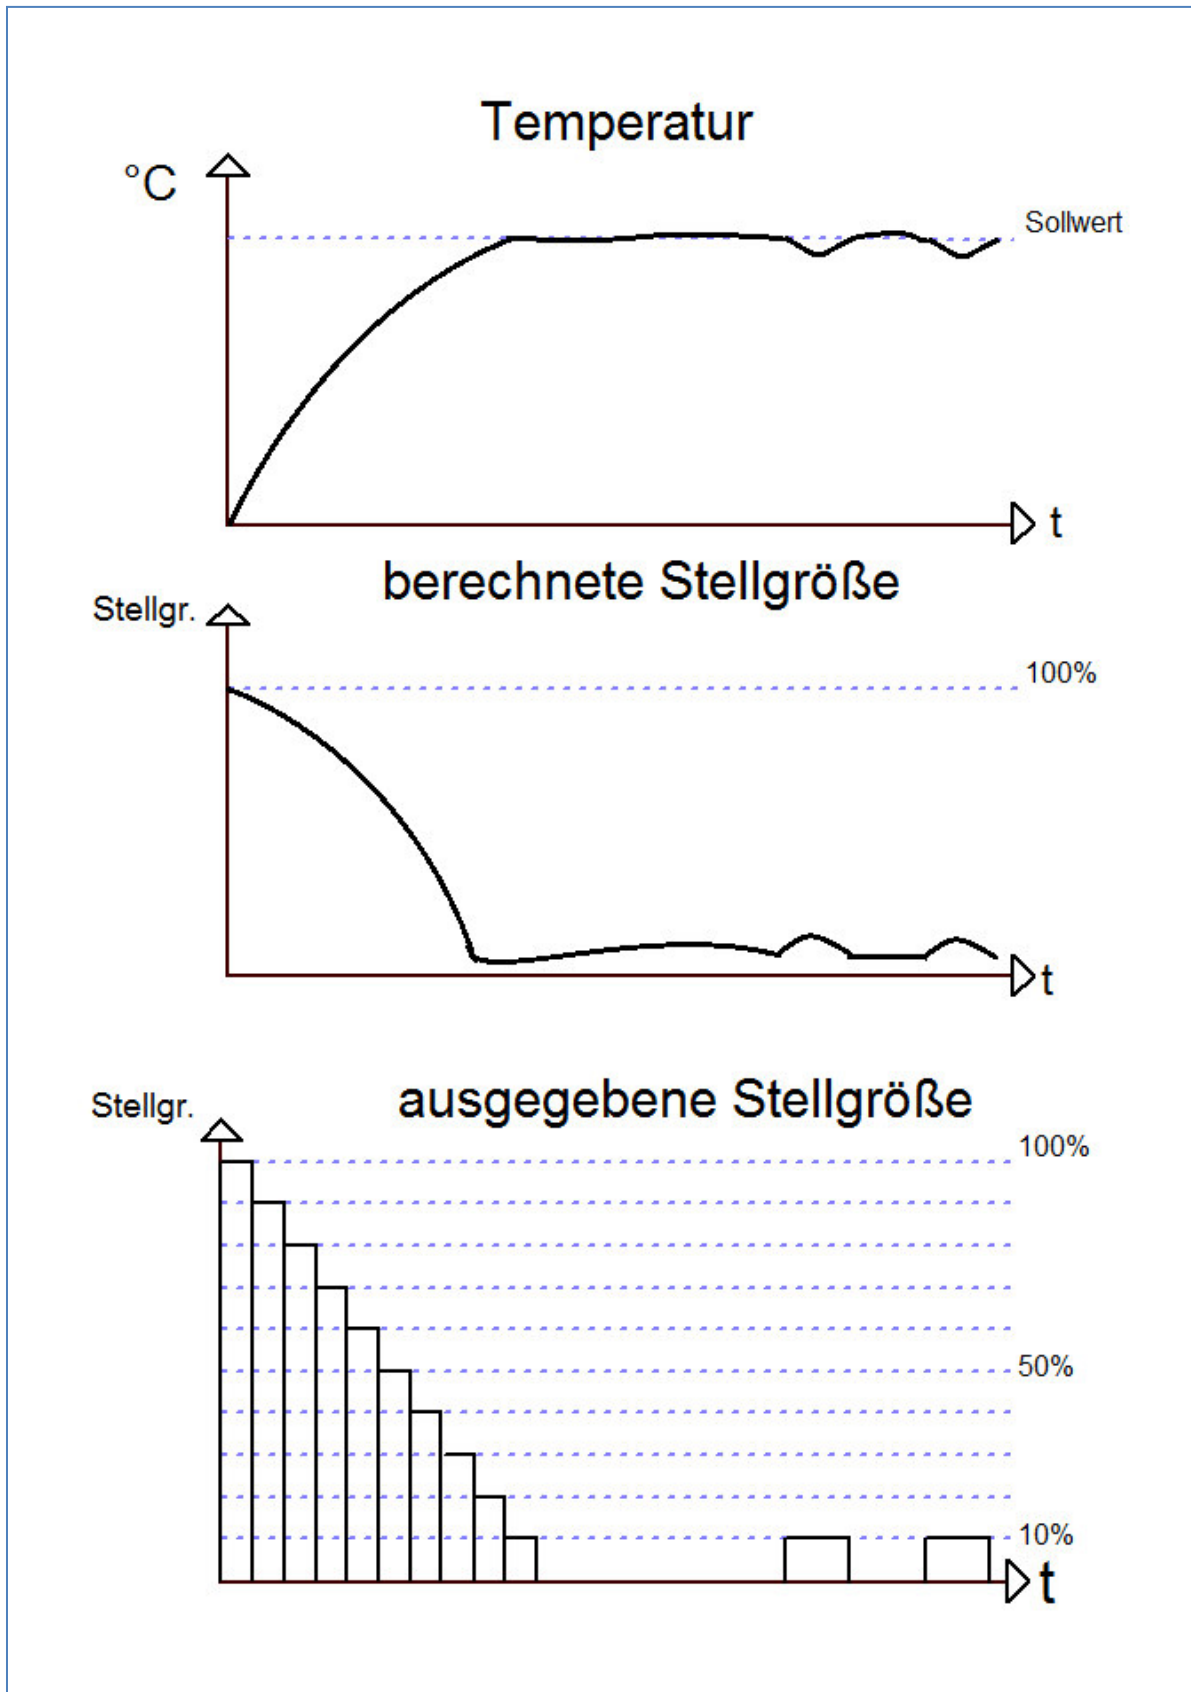 Temperatur
°C
Sollwert
t
berechnete Stellgröße
Stellgr.
100%
t
ausgegebene Stellgröße
Stellgr.
100%
50%
10%
t